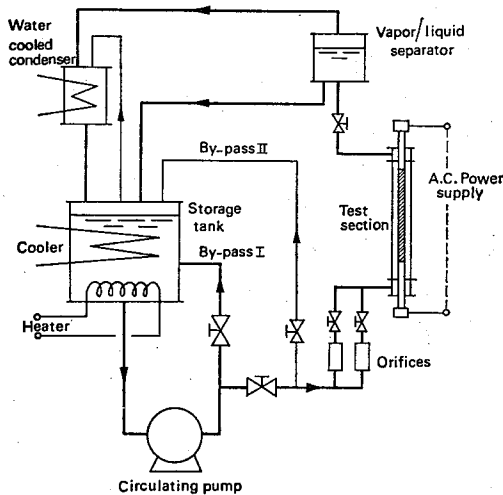 Water
cooled
condenser
Vapor/liquid
separator
By-pass II
A.C. Power
supply
Test
section
Storage
tank
Cooler
By-pass I
Heater
Orifices
Circulating pump